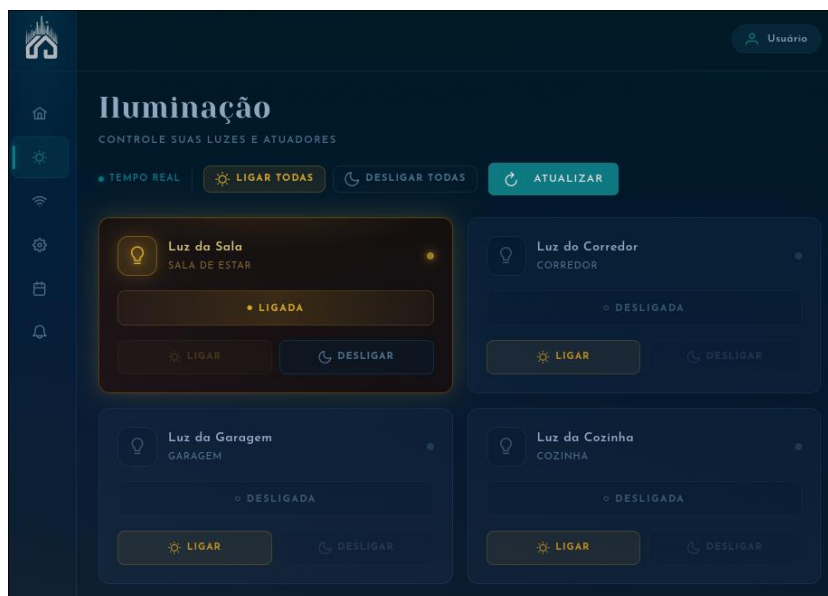 Usuário
Iluminação
CONTROLE SUAS LUZES E ATUADORES
TEMPO REAL
LIGAR TODAS
DESLIGAR TODAS
ATUALIZAR
Luz da Sala
SALA DE ESTAR
LIGADA
LIGAR
DESLIGAR
Luz do Corredor
CORREDOR
DESLIGADA
LIGAR
DESLIGAR
Luz da Garagem
GARAGEM
DESLIGADA
LIGAR
DESLIGAR
Luz da Cozinha
COZINHA
DESLIGADA
LIGAR
DESLIGAR